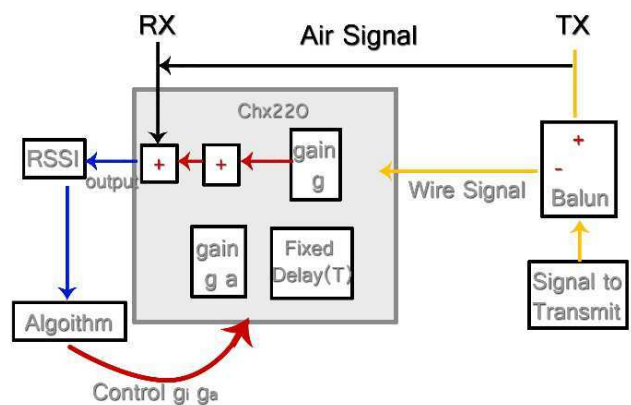 RX
TX
Air Signal
Chx220
RSSI
+
+
gain
g
output
Wire Signal
+
-
Balun
gain
g a
Fixed
Delay(T)
Signal to
Transmit
Algoithm
Control gi ga